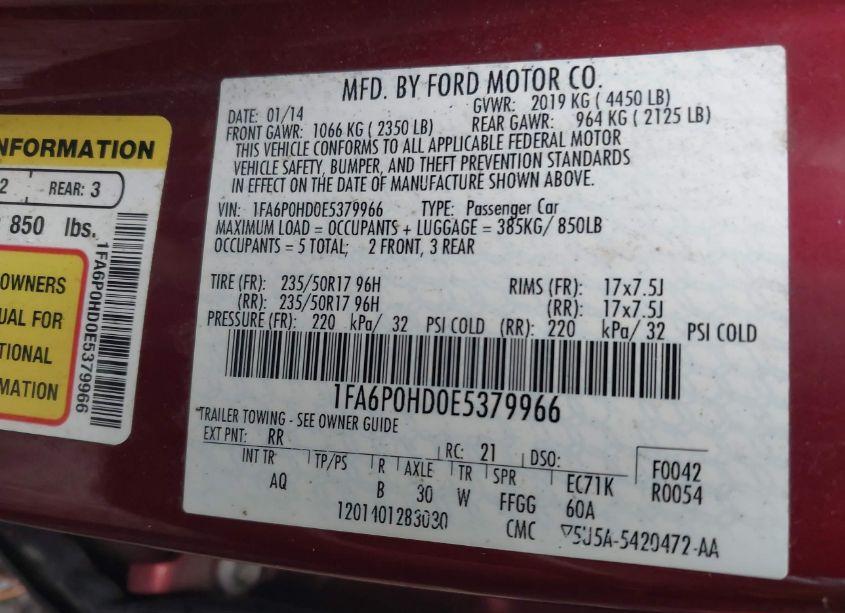 NFORMATION
2 REAR: 3
850 lbs.
OWNERS
UAL FOR
TIONAL
MATION
1FA6P0HD0E5379966
MFD. BY FORD MOTOR CO.
DATE: 01/14 GVWR: 2019 KG ( 4450 LB)
FRONT GAWR: 1066 KG ( 2350 LB) REAR GAWR: 964 KG ( 2125 LB)
THIS VEHICLE CONFORMS TO ALL APPLICABLE FEDERAL MOTOR
VEHICLE SAFETY, BUMPER, AND THEFT PREVENTION STANDARDS
IN EFFECT ON THE DATE OF MANUFACTURE SHOWN ABOVE.
VIN: 1FA6P0HD0E5379966 TYPE: Passenger Car
MAXIMUM LOAD = OCCUPANTS + LUGGAGE = 385KG/ 850LB
OCCUPANTS = 5 TOTAL; 2 FRONT, 3 REAR
TIRE (FR): 235/50R17 96H RIMS (FR): 17x7.5J
(RR): 235/50R17 96H (RR): 17x7.5J
PRESSURE (FR): 220 kPa/ 32 PSI COLD (RR): 220 kPa/ 32 PSI COLD
1FA6P0HD0E5379966
*TRAILER TOWING - SEE OWNER GUIDE
EXT PNT: RR RC: 21 DSO: F0042
INT TR TP/PS R AXLE TR SPR EC71K R0054
AQ B 30 W FFGG 60A
1201401283030 CMC ▽5U5A-5420472-AA